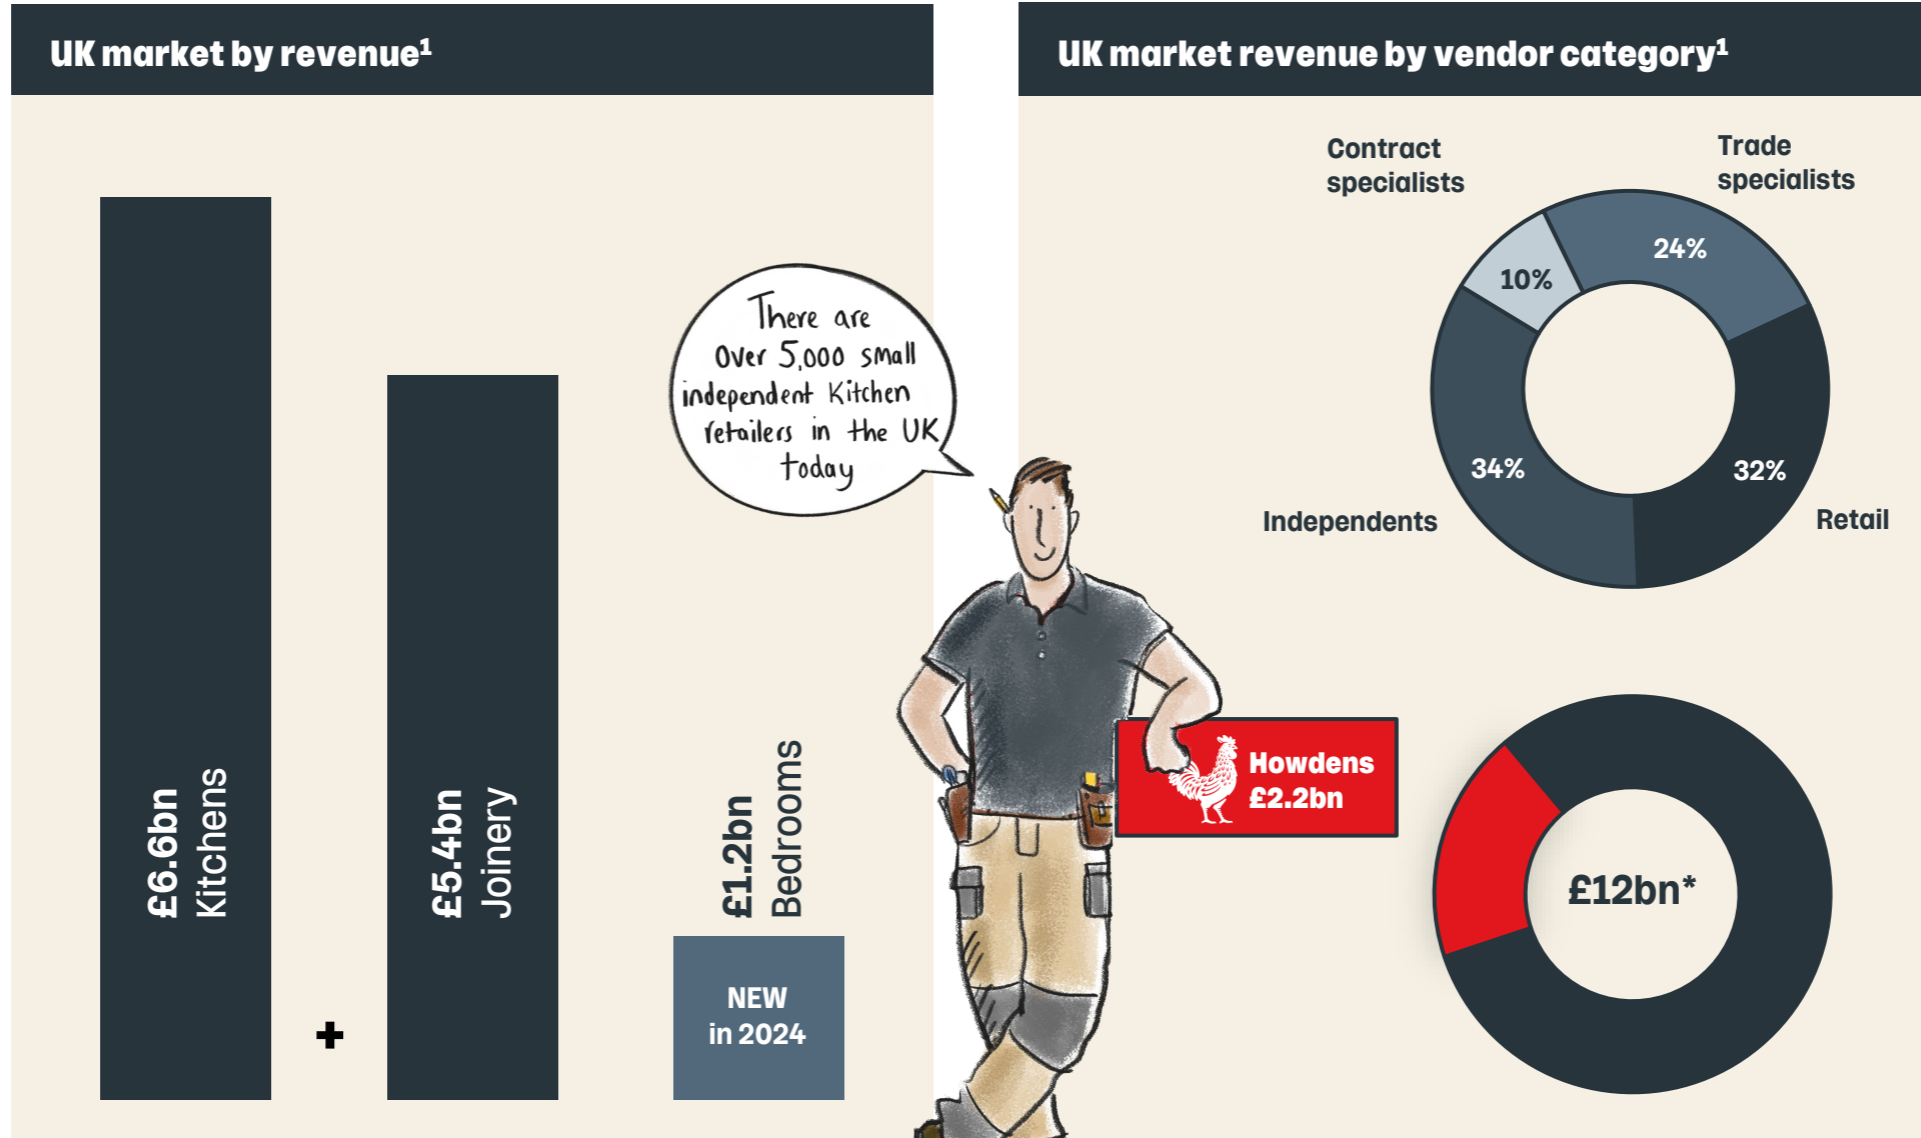 UK market by revenue¹
£6.6bn
Kitchens
+
£5.4bn
Joinery
£1.2bn
Bedrooms
NEW
in 2024
There are
Over 5,000 small
independent Kitchen
retailers in the UK
today
UK market revenue by vendor category¹
Contract
specialists
Trade
specialists
10%
24%
34%
32%
Independents
Retail
Howdens
£2.2bn
£12bn*